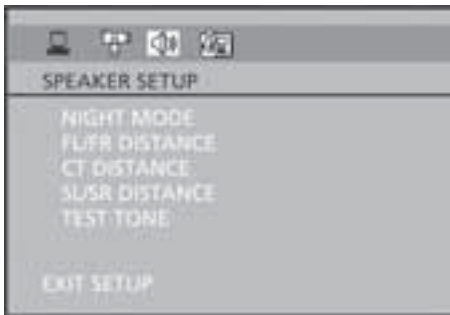 SPEAKER SETUP
NIGHT MODE
FL/FR DISTANCE
CT DISTANCE
SL/SR DISTANCE
TEST TONE
EXIT SETUP